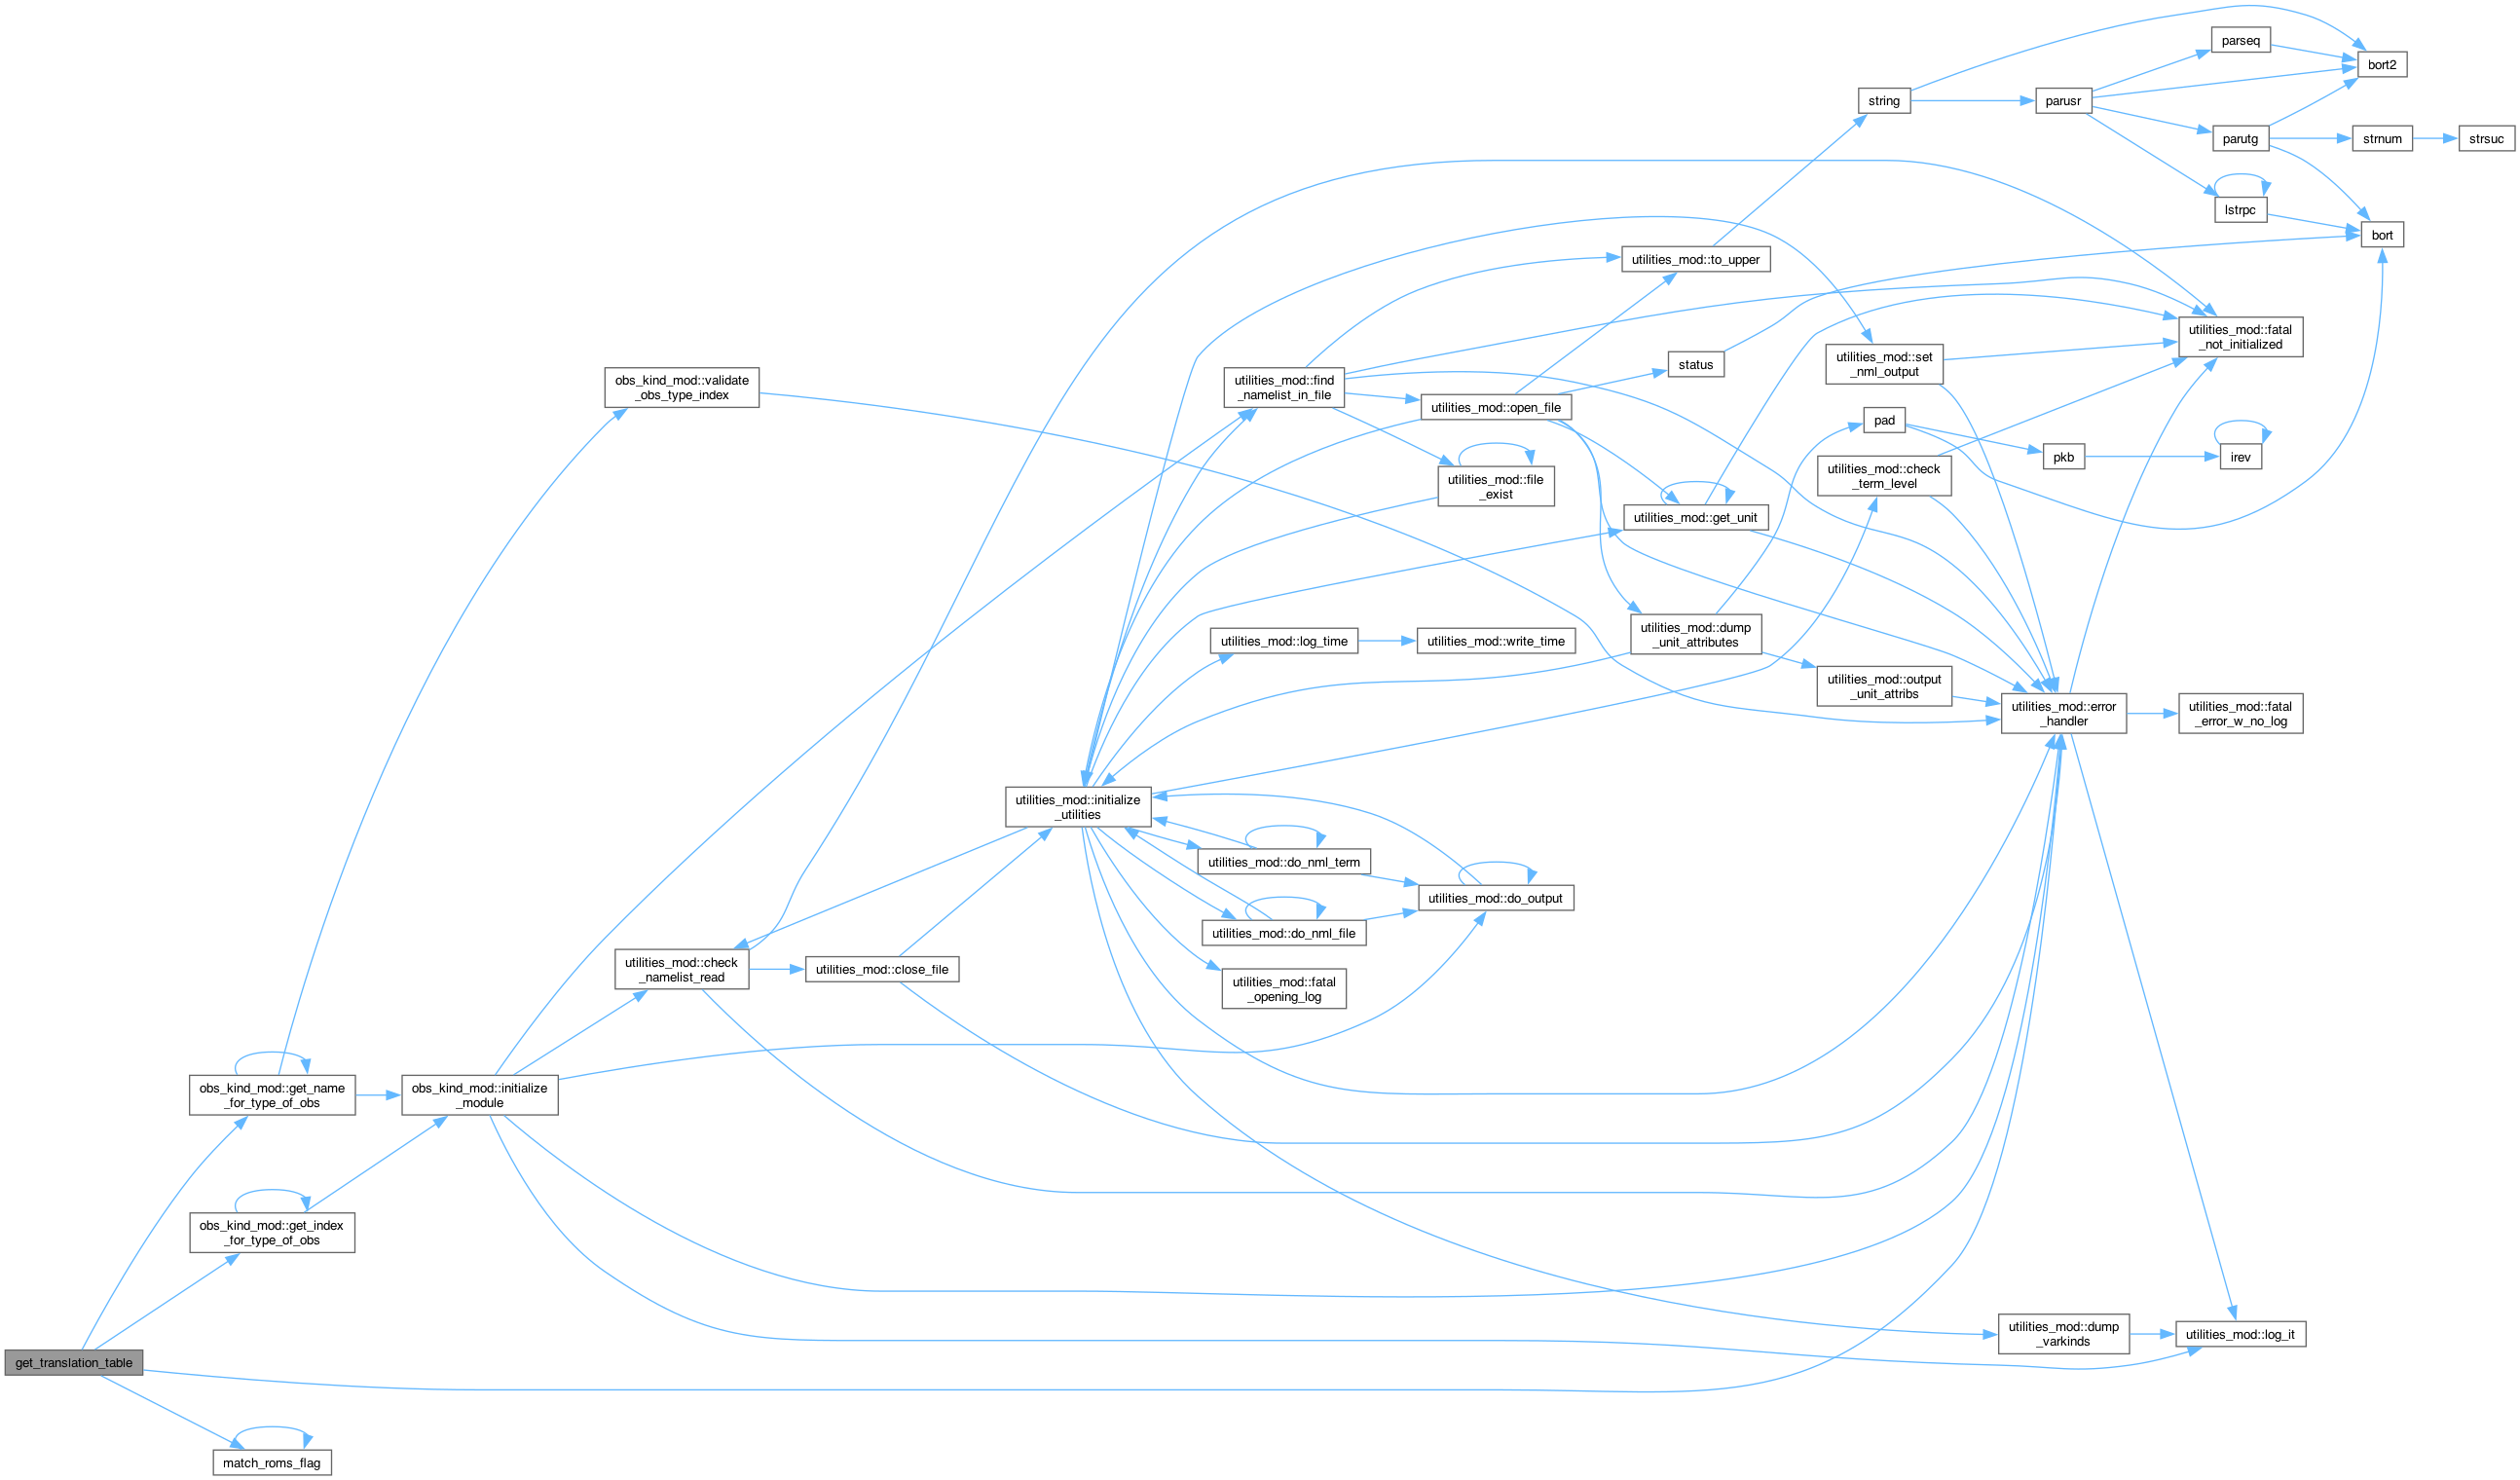 parseq
bort2
string
parusr
parutg
strnum
strsuc
lstrpc
bort
utilities_mod::to_upper
utilities_mod::fatal
_not_initialized
utilities_mod::set
_nml_output
status
obs_kind_mod::validate
_obs_type_index
utilities_mod::find
_namelist_in_file
utilities_mod::open_file
pad
pkb
irev
utilities_mod::check
_term_level
utilities_mod::file
_exist
utilities_mod::get_unit
utilities_mod::log_time
utilities_mod::write_time
utilities_mod::dump
_unit_attributes
utilities_mod::output
_unit_attribs
utilities_mod::error
_handler
utilities_mod::fatal
_error_w_no_log
utilities_mod::initialize
_utilities
utilities_mod::do_nml_term
utilities_mod::do_output
utilities_mod::do_nml_file
utilities_mod::check
_namelist_read
utilities_mod::close_file
utilities_mod::fatal
_opening_log
obs_kind_mod::get_name
_for_type_of_obs
obs_kind_mod::initialize
_module
obs_kind_mod::get_index
_for_type_of_obs
utilities_mod::dump
_varkinds
utilities_mod::log_it
get_translation_table
match_roms_flag